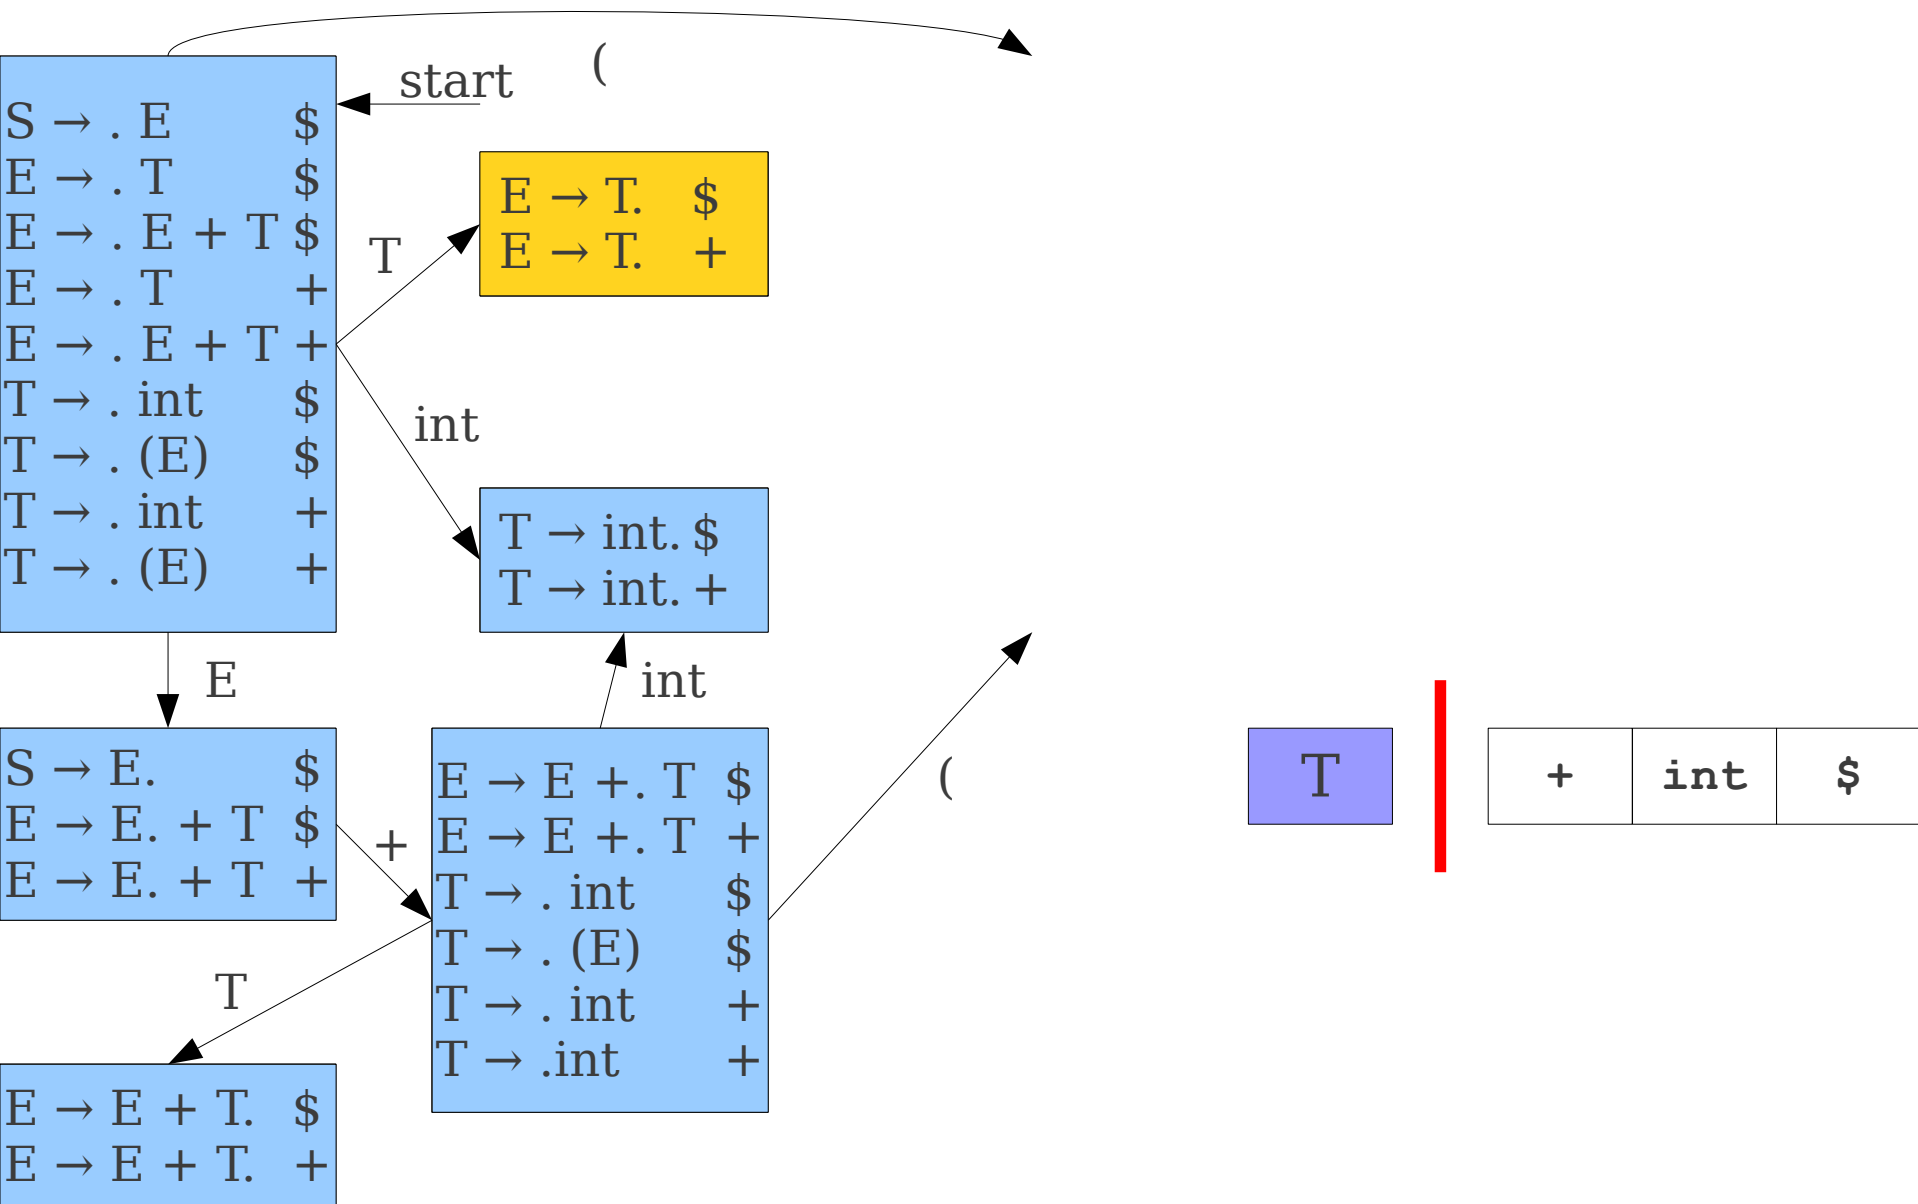 (
start
S → . E $
E → . T $
E → . E + T $
E → . T +
E → . E + T +
T → . int $
T → . (E) $
T → . int +
T → . (E) +
T
E → T. $
E → T. +
int
T → int. $
T → int. +
E
int
S → E. $
E → E. + T $
E → E. + T +
+
E → E +. T $
E → E +. T +
T → . int $
T → . (E) $
T → . int +
T → .int +
(
T
+ int $
T
E → E + T. $
E → E + T. +